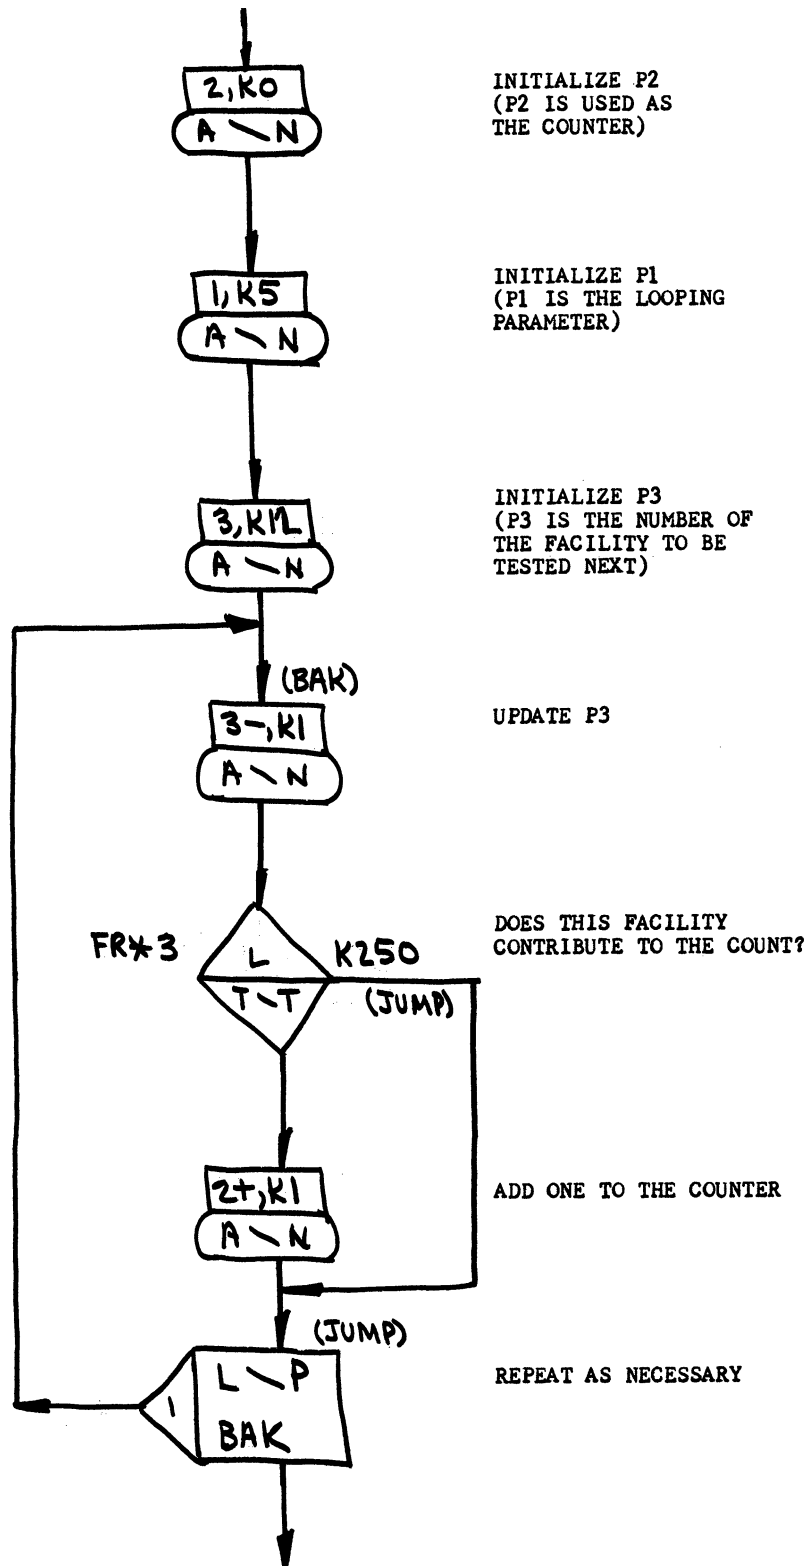 2,K0
A \ N
INITIALIZE P2
(P2 IS USED AS
THE COUNTER)
1,K5
A \ N
INITIALIZE P1
(P1 IS THE LOOPING
PARAMETER)
3,K12
A \ N
INITIALIZE P3
(P3 IS THE NUMBER OF
THE FACILITY TO BE
TESTED NEXT)
(BAK)
3-,K1
A \ N
UPDATE P3
FR*3
L
T \ T
K250
(JUMP)
DOES THIS FACILITY
CONTRIBUTE TO THE COUNT?
2+,K1
A \ N
ADD ONE TO THE COUNTER
(JUMP)
1
L \ P
BAK
REPEAT AS NECESSARY